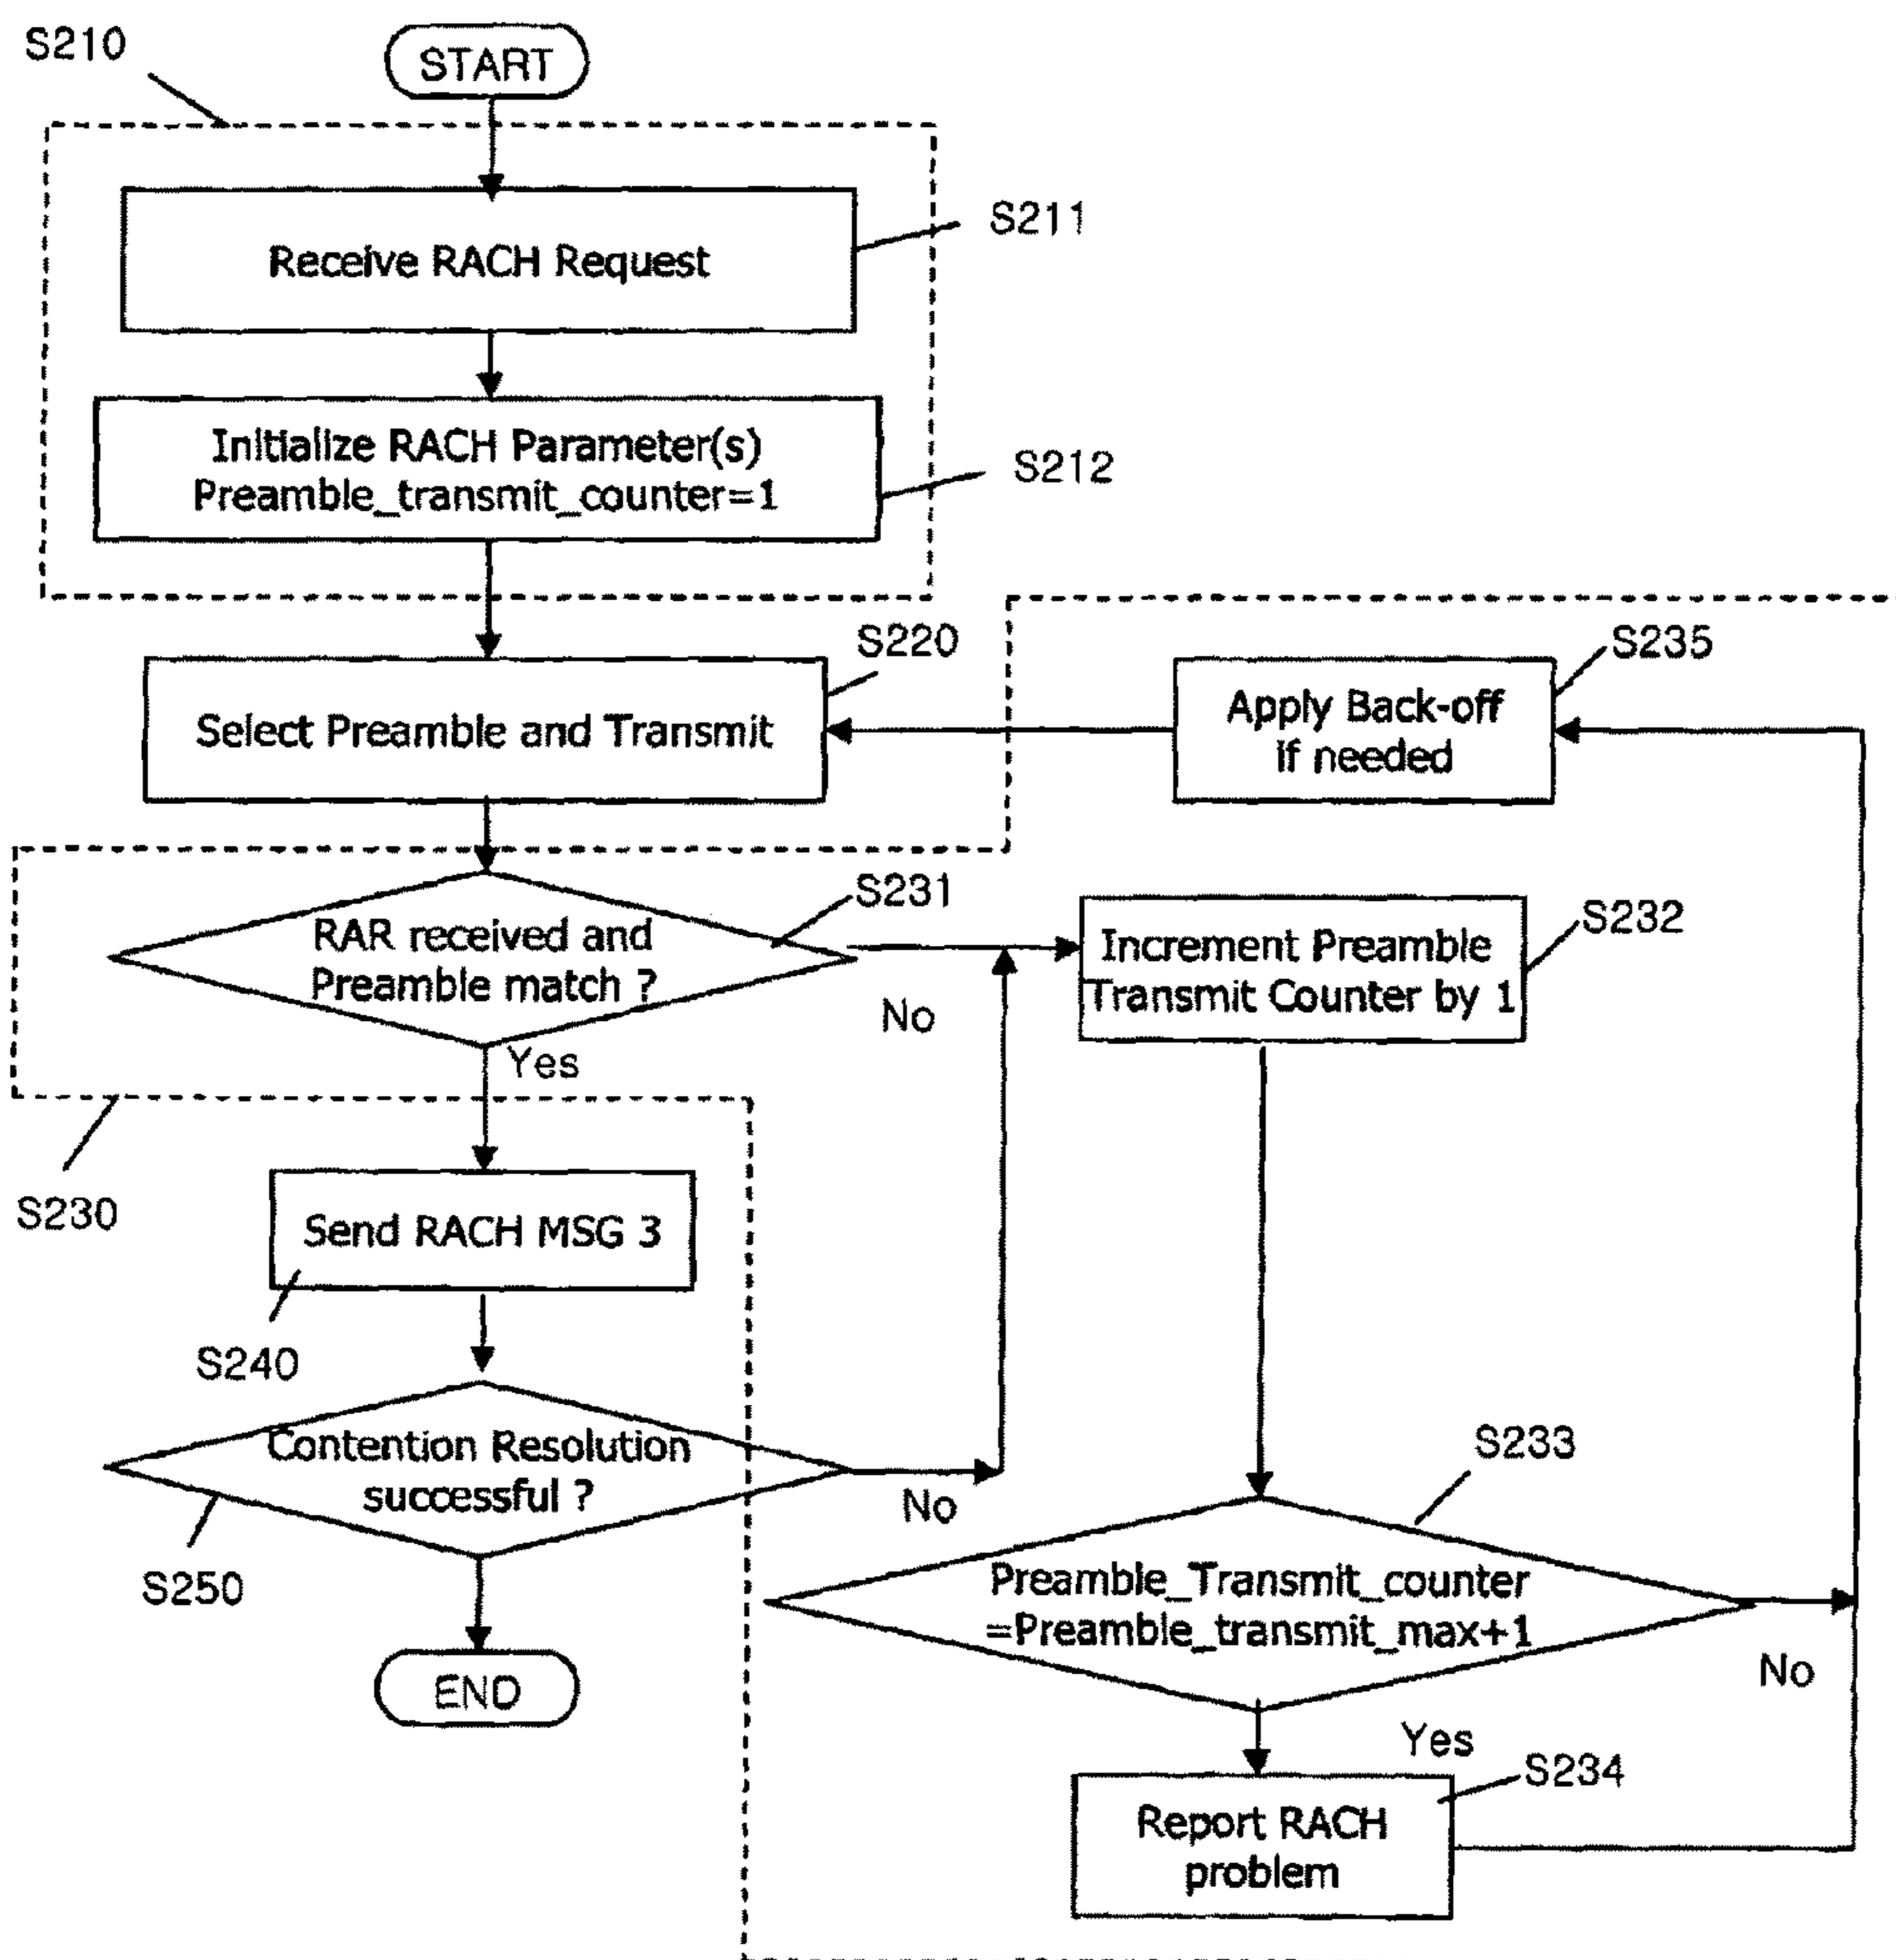 S210
START
Receive RACH Request
S211
Initialize RACH Parameter(s)
Preamble_transmit_counter=1
S212
S220
Select Preamble and Transmit
S235
Apply Back-off
if needed
S231
RAR received and
Preamble match ?
No
Yes
S232
Increment Preamble
Transmit Counter by 1
S230
Send RACH MSG 3
S240
Contention Resolution
successful ?
No
S250
END
S233
Preamble_Transmit_counter
=Preamble_transmit_max+1
No
Yes
S234
Report RACH
problem